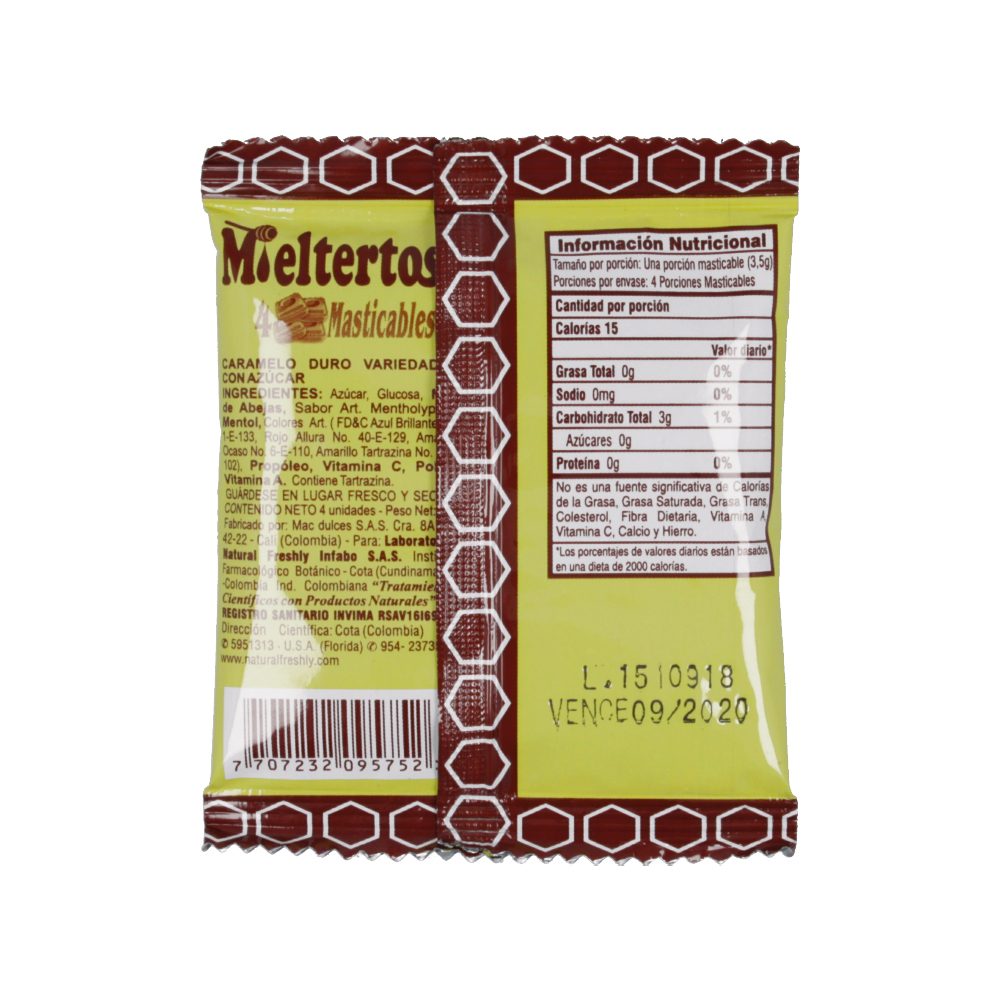 Mieltertos
4 Masticables
CARAMELO DURO VARIEDAD
CON AZÚCAR
INGREDIENTES: Azúcar, Glucosa,
de Abejas, Sabor Art. Mentholyp
Mentol, Colores Art. ( FD&C Azul Brillante
1-E-133, Rojo Allura No. 40-E-129, Ama
Ocaso No. 6-E-110, Amarillo Tartrazina No.
102), Propóleo, Vitamina C, Po
Vitamina A. Contiene Tartrazina.
GUÁRDESE EN LUGAR FRESCO Y SEC
CONTENIDO NETO 4 unidades - Peso Net
Fabricado por: Mac dulces S.A.S. Cra. 8A
42-22 - Cali (Colombia) - Para: Laborato
Natural Freshly Infabo S.A.S. Inst
Farmacológico Botánico - Cota (Cundinama
-Colombia Ind. Colombiana "Tratamie
Científicos con Productos Naturales"
REGISTRO SANITARIO INVIMA RSAV16I69
Dirección Científica: Cota (Colombia)
✆ 5951313 - U.S.A. (Florida) ✆ 954- 2373
www.naturalfreshly.com
7 707232 095752
Información Nutricional
Tamaño por porción: Una porción masticable (3,5g)
Porciones por envase: 4 Porciones Masticables
Cantidad por porción
Calorías 15
Valor diario*
Grasa Total 0g 0%
Sodio 0mg 0%
Carbohidrato Total 3g 1%
Azúcares 0g
Proteína 0g 0%
No es una fuente significativa de Calorías
de la Grasa, Grasa Saturada, Grasa Trans,
Colesterol, Fibra Dietaria, Vitamina A,
Vitamina C, Calcio y Hierro.
*Los porcentajes de valores diarios están basados
en una dieta de 2000 calorías.
L. 1510918
VENCE09/2020